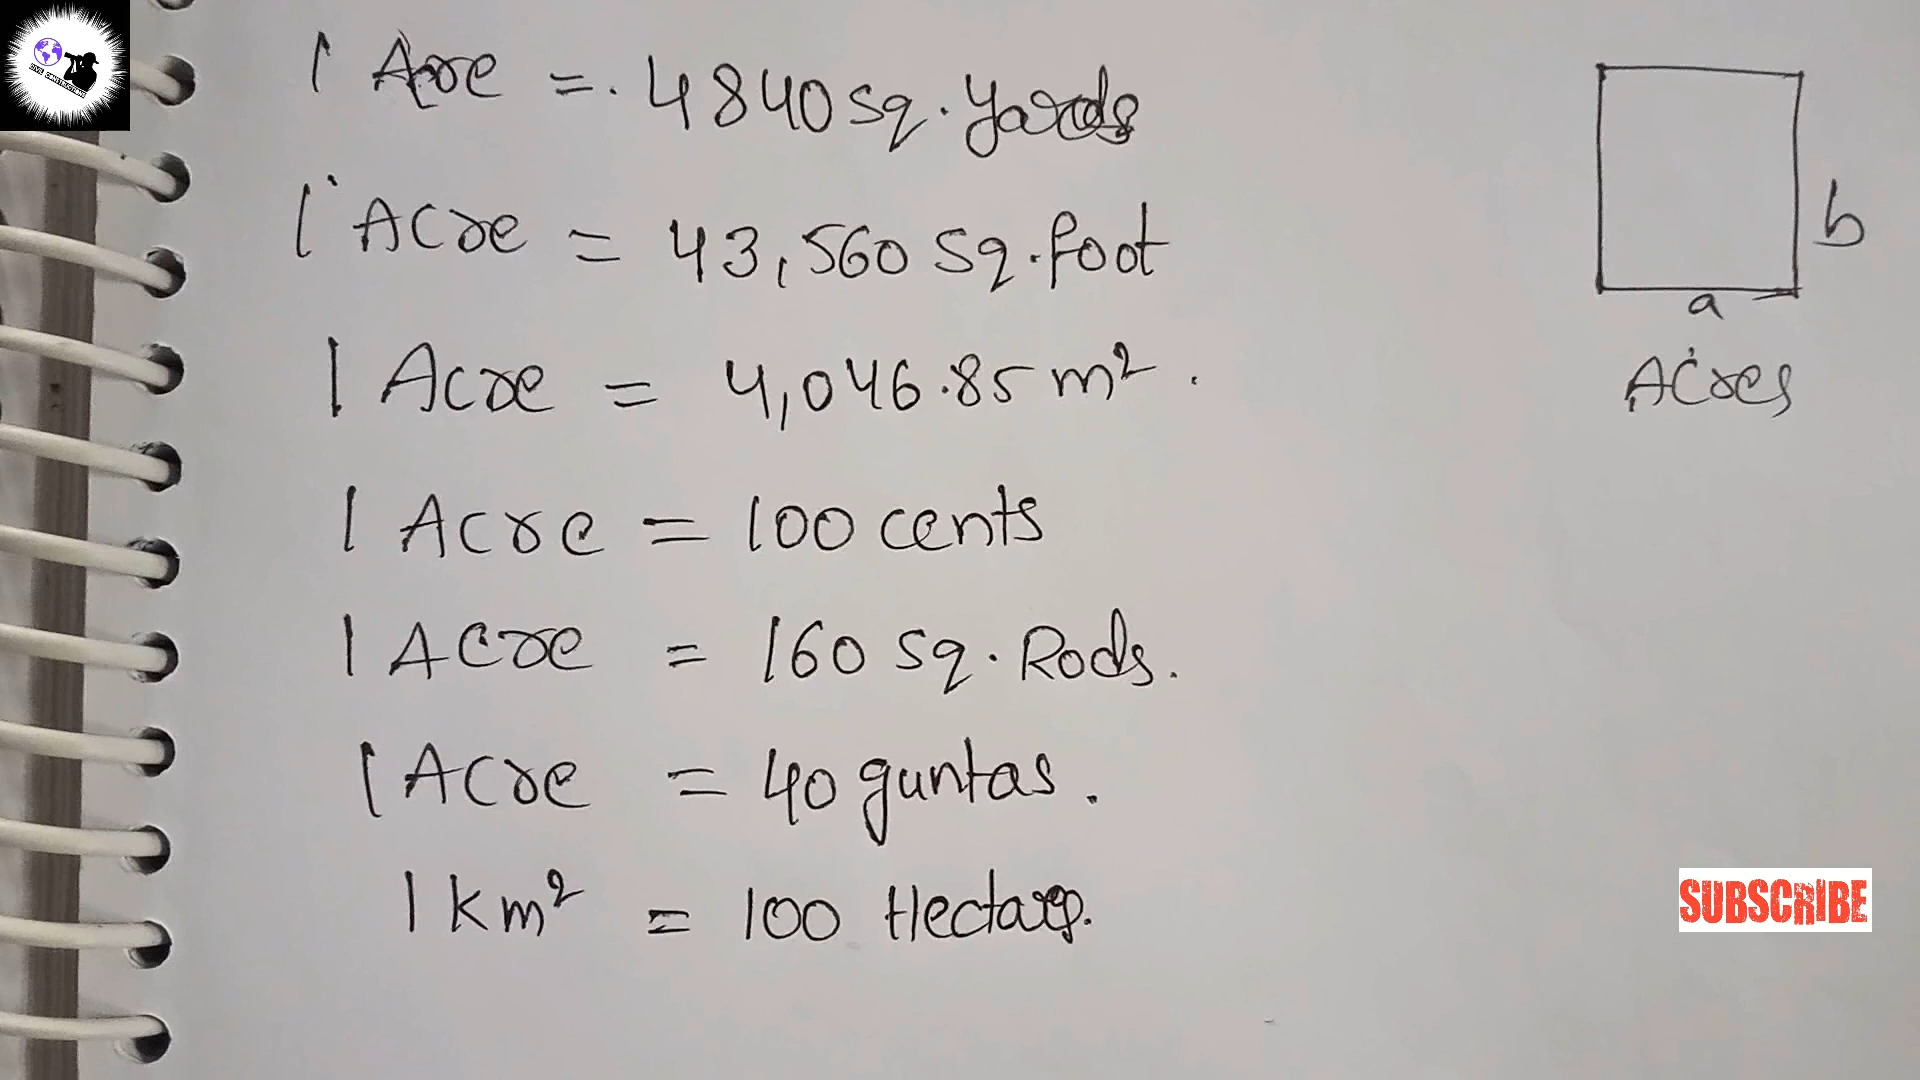 1 Acre = 4840 sq. yards
1 Acre = 43,560 sq. foot
1 Acre = 4,046.85 m²
1 Acre = 100 cents
1 Acre = 160 sq. Rods.
1 Acre = 40 guntas.
1 km² = 100 Hectares.
b
a
Acres
SUBSCRIBE